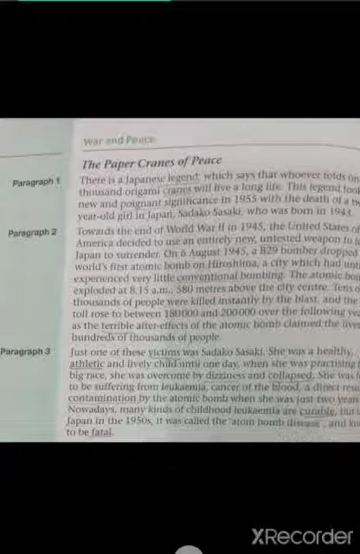 War and Peace
The Paper Cranes of Peace
Paragraph 1
There is a Japanese legend, which says that whoever folds on
thousand origami cranes will live a long life. This legend too
new and poignant significance in 1955 with the death of a tw
year-old girl in Japan, Sadako Sasaki, who was born in 1943.
Paragraph 2
Towards the end of World War II in 1945, the United States of
America decided to use an entirely new, untested weapon to
Japan to surrender. On 6 August 1945, a B29 bomber dropped
world's first atomic bomb on Hiroshima, a city which had
experienced very little conventional bombing. The atomic bo
exploded at 8.15 a.m., 580 metres above the city centre. Tens o
thousands of people were killed instantly by the blast, and the
toll rose to between 180000 and 200000 over the following ye
as the terrible after-effects of the atomic bomb claimed the live
hundreds of thousands of people.
Paragraph 3
Just one of these victims was Sadako Sasaki. She was a healthy,
athletic and lively child until one day, when she was practising
big race, she was overcome by dizziness and collapsed. She was
to be suffering from leukaemia, cancer of the blood, a direct resu
contamination by the atomic bomb when she was just two years
Nowadays, many kinds of childhood leukaemia are curable, but
Japan in the 1950s, it was called the 'atom bomb disease', and
to be fatal.
XRecorder